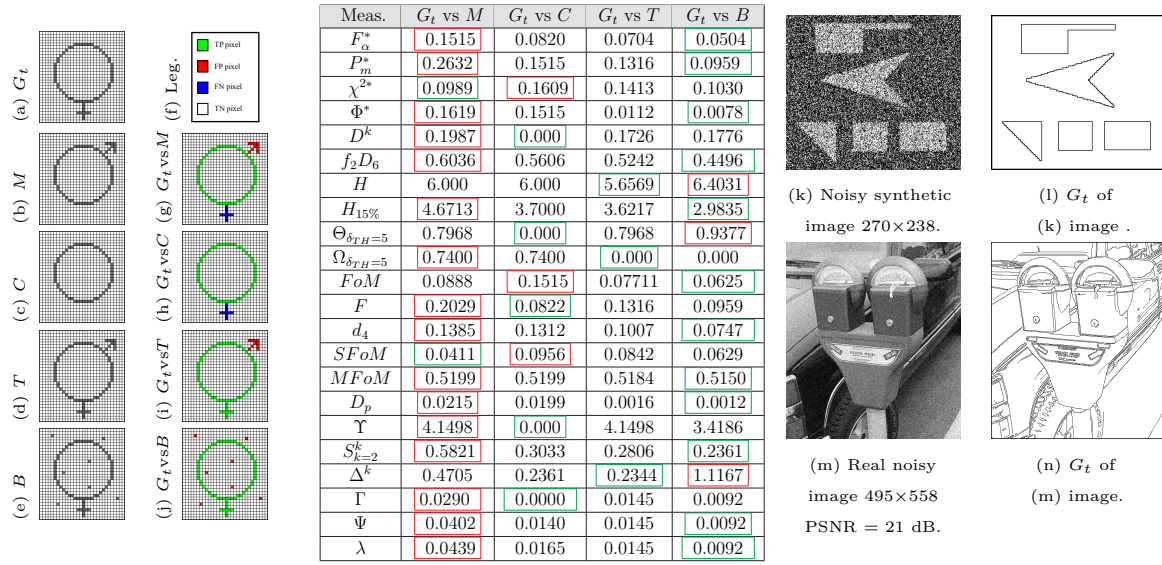 (a) G_t
(b) M
(c) C
(d) T
(e) B
TP pixel
FP pixel
FN pixel
TN pixel
(f) Leg.
(g) G_t vs M
(h) G_t vs C
(i) G_t vs T
(j) G_t vs B
Meas. G_t vs M G_t vs C G_t vs T G_t vs B
F*_α 0.1515 0.0820 0.0704 0.0504
P*_m 0.2632 0.1515 0.1316 0.0959
χ²* 0.0989 0.1609 0.1413 0.1030
Φ* 0.1619 0.1515 0.0112 0.0078
D^k 0.1987 0.000 0.1726 0.1776
f₂D₆ 0.6036 0.5606 0.5242 0.4496
H 6.000 6.000 5.6569 6.4031
H_15% 4.6713 3.7000 3.6217 2.9835
Θ_δTH=5 0.7968 0.000 0.7968 0.9377
Ω_δTH=5 0.7400 0.7400 0.000 0.000
FoM 0.0888 0.1515 0.07711 0.0625
F 0.2029 0.0822 0.1316 0.0959
d₄ 0.1385 0.1312 0.1007 0.0747
SFoM 0.0411 0.0956 0.0842 0.0629
MFoM 0.5199 0.5199 0.5184 0.5150
D_p 0.0215 0.0199 0.0016 0.0012
Υ 4.1498 0.000 4.1498 3.4186
S^k_k=2 0.5821 0.3033 0.2806 0.2361
Δ^k 0.4705 0.2361 0.2344 1.1167
Γ 0.0290 0.0000 0.0145 0.0092
Ψ 0.0402 0.0140 0.0145 0.0092
λ 0.0439 0.0165 0.0145 0.0092
(k) Noisy synthetic
image 270×238.
(l) G_t of
(k) image .
(m) Real noisy
image 495×558
PSNR = 21 dB.
(n) G_t of
(m) image.